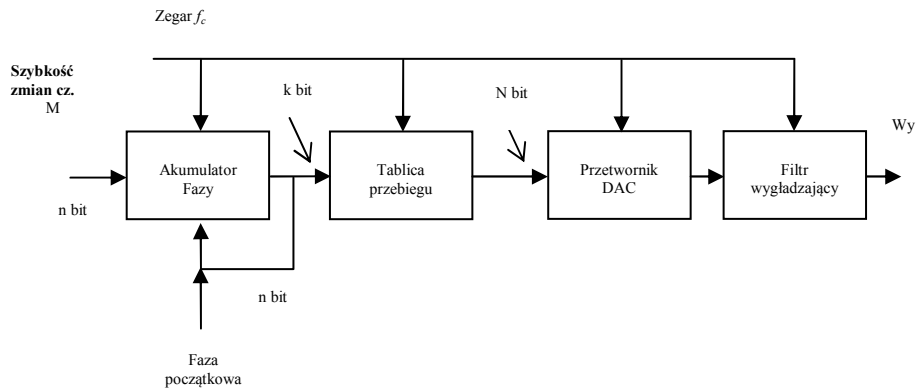 Zegar f_c
Szybkość
zmian cz.
M
k bit
N bit
Wy
Akumulator
Fazy
Tablica
przebiegu
Przetwornik
DAC
Filtr
wygładzający
n bit
n bit
Faza
początkowa